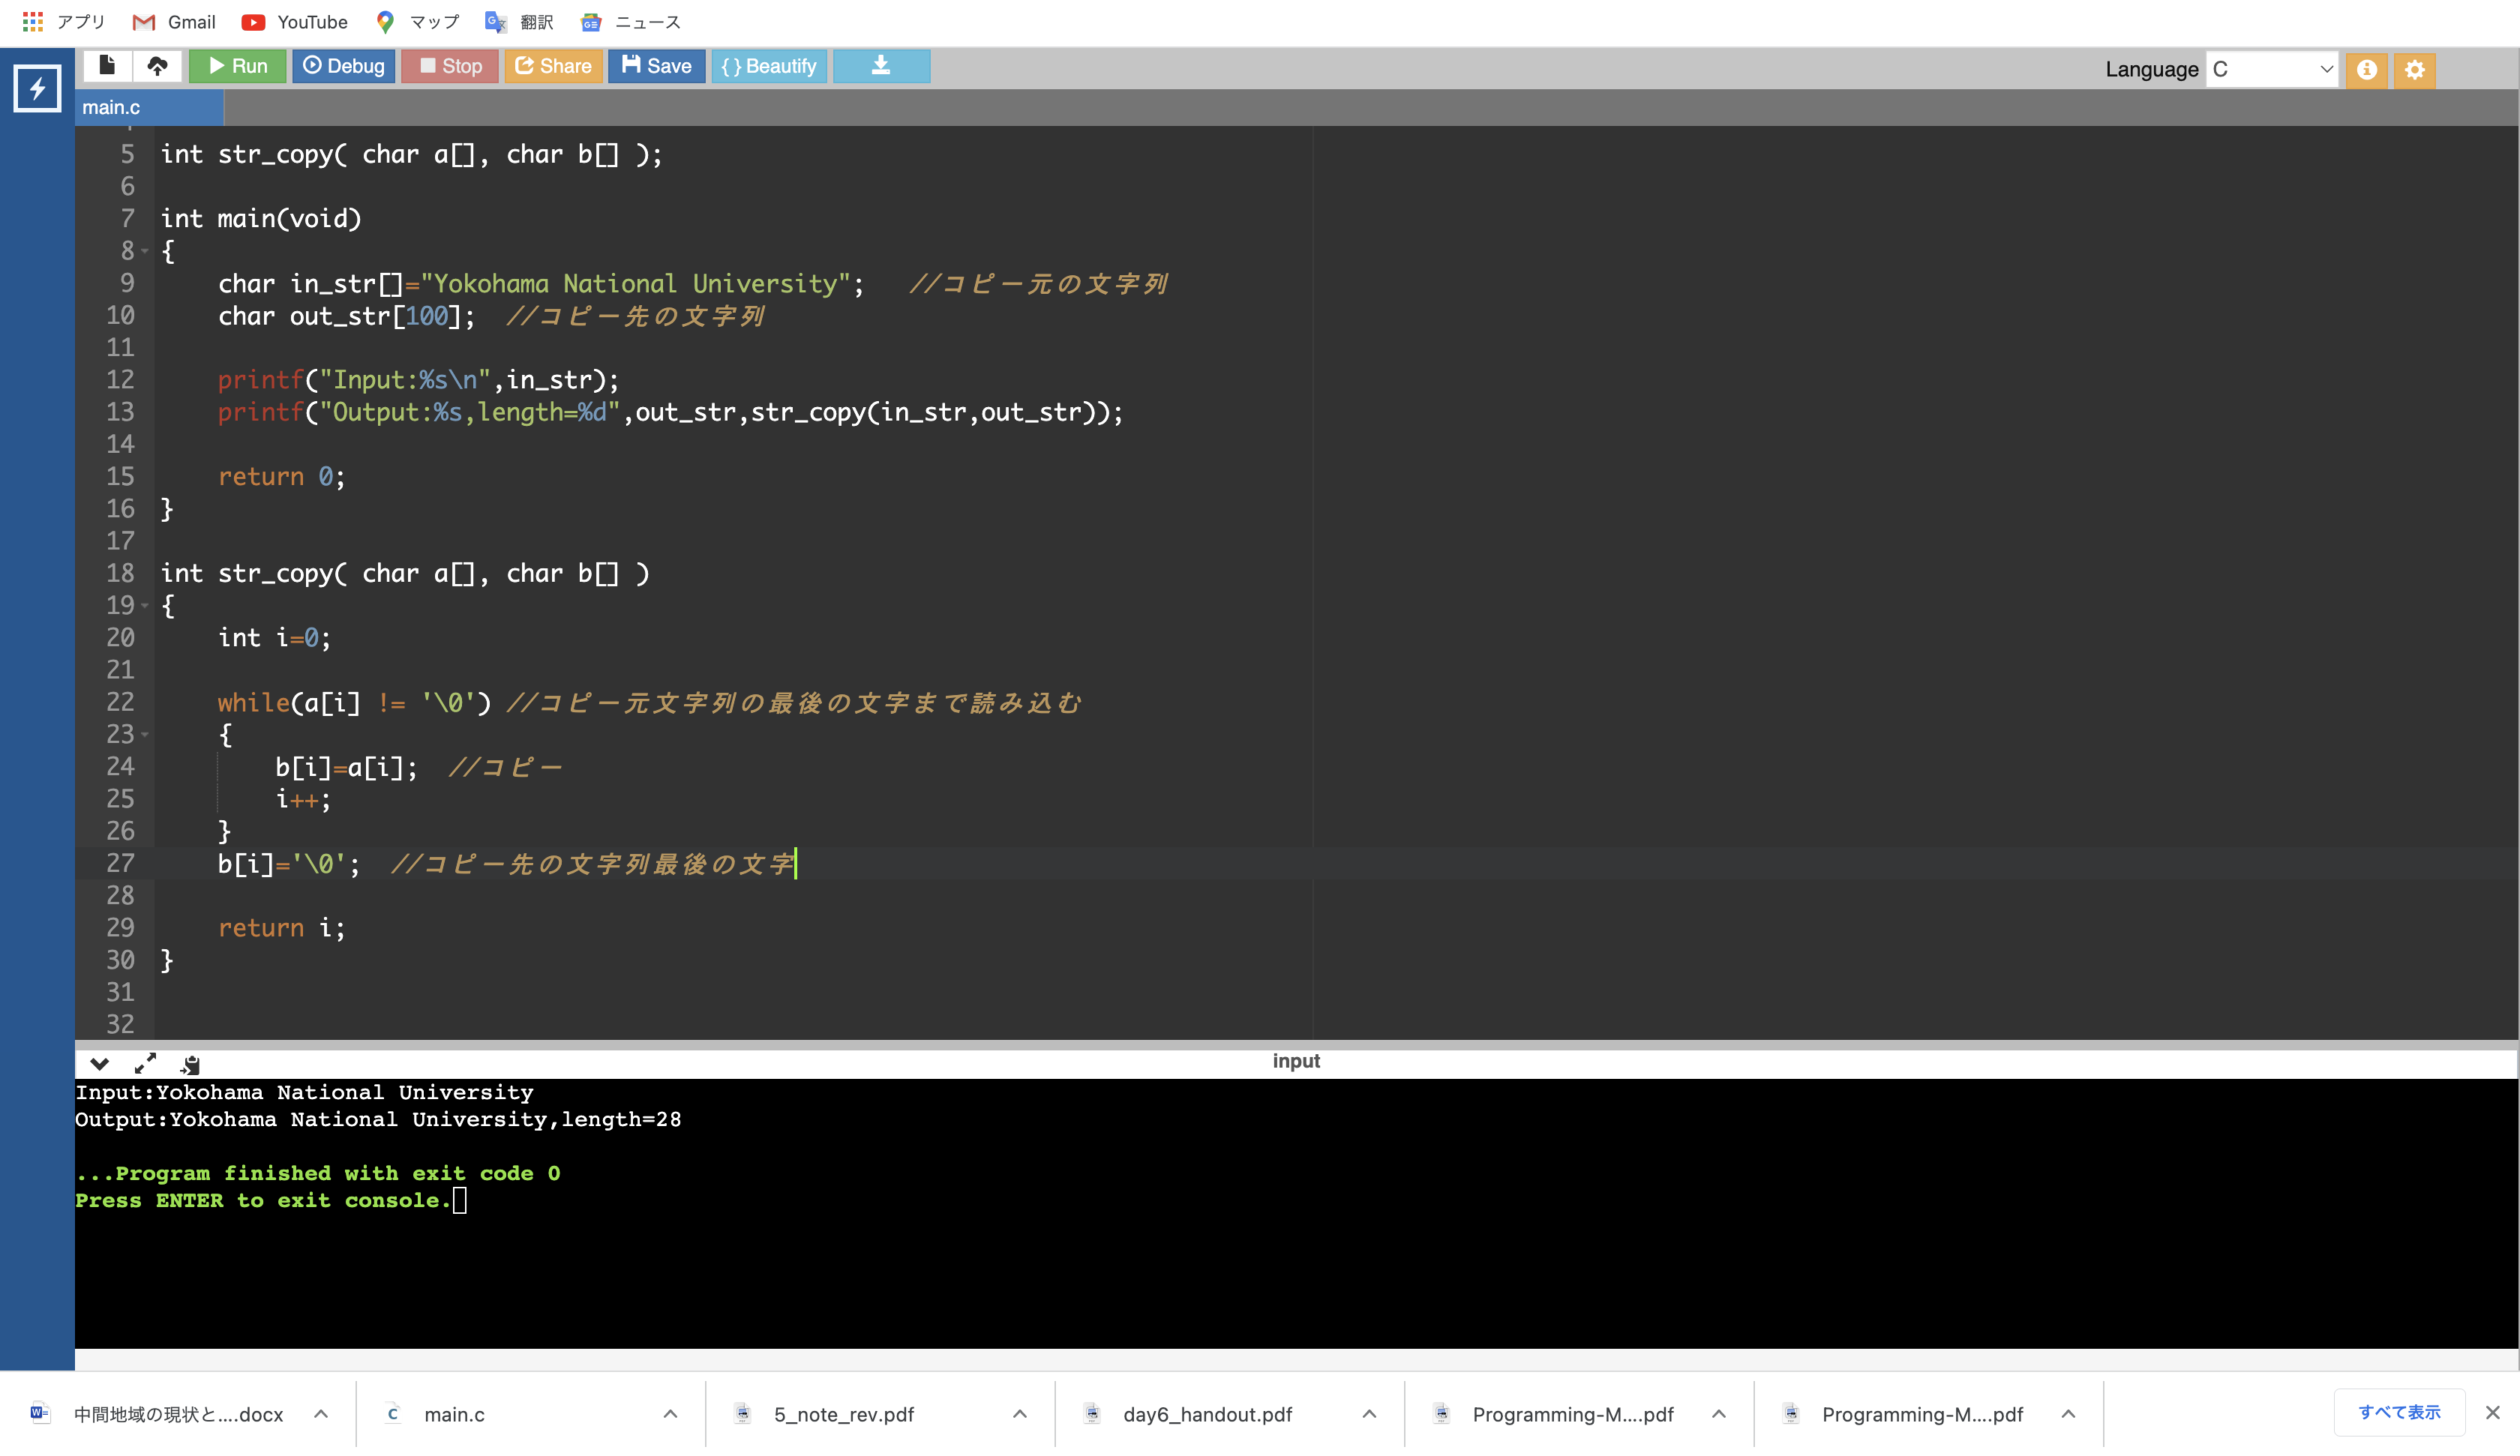 アプリ Gmail YouTube マップ 翻訳 ニュース
Run Debug Stop Share Save { } Beautify Language C
main.c
5 int str_copy( char a[], char b[] );
6
7 int main(void)
8 {
9 char in_str[]="Yokohama National University"; //コピー元の文字列
10 char out_str[100]; //コピー先の文字列
11
12 printf("Input:%s\n",in_str);
13 printf("Output:%s,length=%d",out_str,str_copy(in_str,out_str));
14
15 return 0;
16 }
17
18 int str_copy( char a[], char b[] )
19 {
20 int i=0;
21
22 while(a[i] != '\0') //コピー元文字列の最後の文字まで読み込む
23 {
24 b[i]=a[i]; //コピー
25 i++;
26 }
27 b[i]='\0'; //コピー先の文字列最後の文字
28
29 return i;
30 }
31
32
input
Input:Yokohama National University
Output:Yokohama National University,length=28
...Program finished with exit code 0
Press ENTER to exit console.
中間地域の現状と....docx main.c 5_note_rev.pdf day6_handout.pdf Programming-M....pdf Programming-M....pdf すべて表示